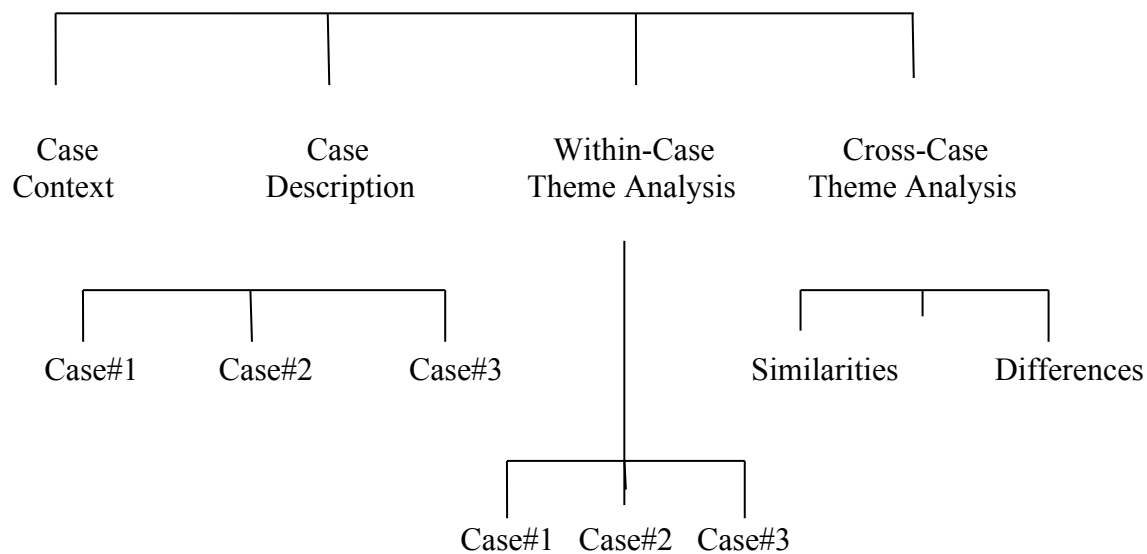 Case
Context
Case
Description
Within-Case
Theme Analysis
Cross-Case
Theme Analysis
Case#1
Case#2
Case#3
Similarities
Differences
Case#1
Case#2
Case#3